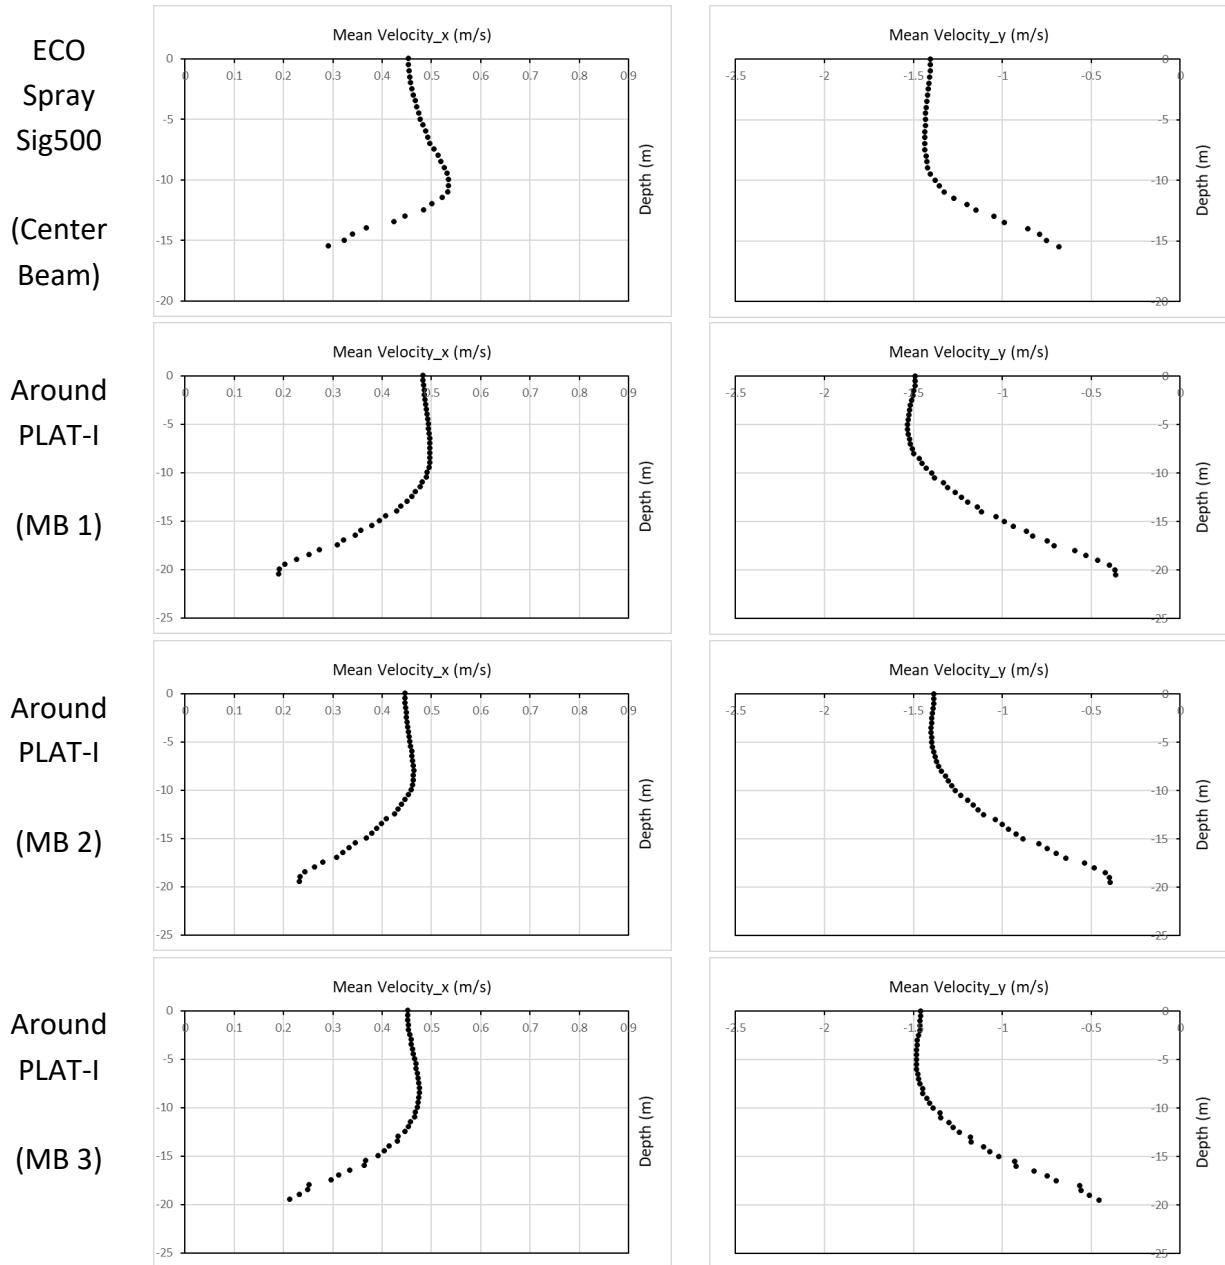 ECO
Spray
Sig500
(Center
Beam)
Mean Velocity_x (m/s)
0 0.1 0.2 0.3 0.4 0.5 0.6 0.7 0.8 0.9
0
-5
-10
-15
-20
Depth (m)
Mean Velocity_y (m/s)
-2.5 -2 -1.5 -1 -0.5 0
0
-5
-10
-15
-20
Depth (m)
Around
PLAT-I
(MB 1)
Mean Velocity_x (m/s)
0 0.1 0.2 0.3 0.4 0.5 0.6 0.7 0.8 0.9
0
-5
-10
-15
-20
-25
Depth (m)
Mean Velocity_y (m/s)
-2.5 -2 -1.5 -1 -0.5 0
0
-5
-10
-15
-20
-25
Depth (m)
Around
PLAT-I
(MB 2)
Mean Velocity_x (m/s)
0 0.1 0.2 0.3 0.4 0.5 0.6 0.7 0.8 0.9
0
-5
-10
-15
-20
-25
Depth (m)
Mean Velocity_y (m/s)
-2.5 -2 -1.5 -1 -0.5 0
0
-5
-10
-15
-20
-25
Depth (m)
Around
PLAT-I
(MB 3)
Mean Velocity_x (m/s)
0 0.1 0.2 0.3 0.4 0.5 0.6 0.7 0.8 0.9
0
-5
-10
-15
-20
-25
Depth (m)
Mean Velocity_y (m/s)
-2.5 -2 -1.5 -1 -0.5 0
0
-5
-10
-15
-20
-25
Depth (m)